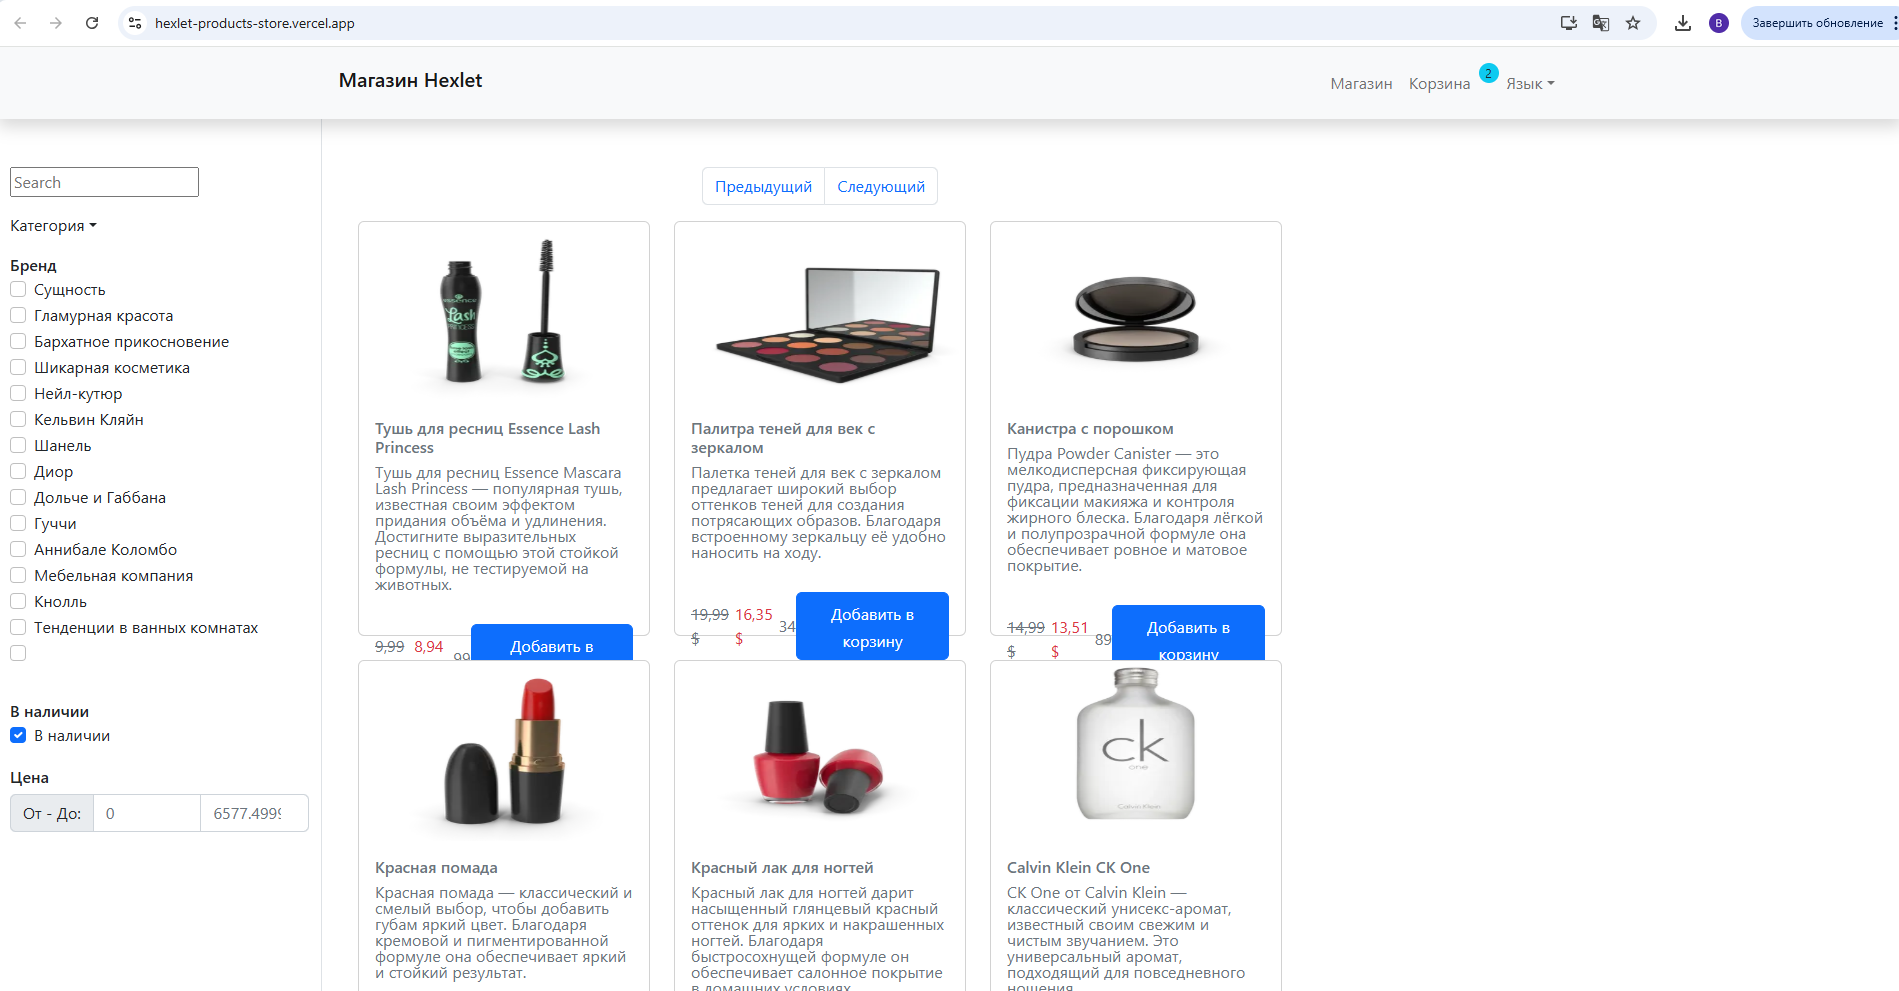 hexlet-products-store.vercel.app
B
Завершить обновление
Магазин Hexlet
Магазин
Корзина
2
Язык
Search
Категория
Бренд
Сущность
Гламурная красота
Бархатное прикосновение
Шикарная косметика
Нейл-кутюр
Кельвин Кляйн
Шанель
Диор
Дольче и Габбана
Гуччи
Аннибале Коломбо
Мебельная компания
Кнолль
Тенденции в ванных комнатах
В наличии
В наличии
Цена
От - До:
0
6577.4999
Предыдущий
Следующий
essence
Lash
PRINCESS
Тушь для ресниц Essence Lash
Princess
Тушь для ресниц Essence Mascara
Lash Princess — популярная тушь,
известная своим эффектом
придания объёма и удлинения.
Достигните выразительных
ресниц с помощью этой стойкой
формулы, не тестируемой на
животных.
9,99 8,94
99
Добавить в
Палитра теней для век с
зеркалом
Палетка теней для век с зеркалом
предлагает широкий выбор
оттенков теней для создания
потрясающих образов. Благодаря
встроенному зеркальцу её удобно
наносить на ходу.
19,99 16,35
$ $
34
Добавить в
корзину
Канистра с порошком
Пудра Powder Canister — это
мелкодисперсная фиксирующая
пудра, предназначенная для
фиксации макияжа и контроля
жирного блеска. Благодаря лёгкой
и полупрозрачной формуле она
обеспечивает ровное и матовое
покрытие.
14,99 13,51
$ $
89
Добавить в
корзину
Красная помада
Красная помада — классический и
смелый выбор, чтобы добавить
губам яркий цвет. Благодаря
кремовой и пигментированной
формуле она обеспечивает яркий
и стойкий результат.
Красный лак для ногтей
Красный лак для ногтей дарит
насыщенный глянцевый красный
оттенок для ярких и накрашенных
ногтей. Благодаря
быстросохнущей формуле он
обеспечивает салонное покрытие
в домашних условиях.
ck
one
Calvin Klein
Calvin Klein CK One
CK One от Calvin Klein —
классический унисекс-аромат,
известный своим свежим и
чистым звучанием. Это
универсальный аромат,
подходящий для повседневного
ношения.